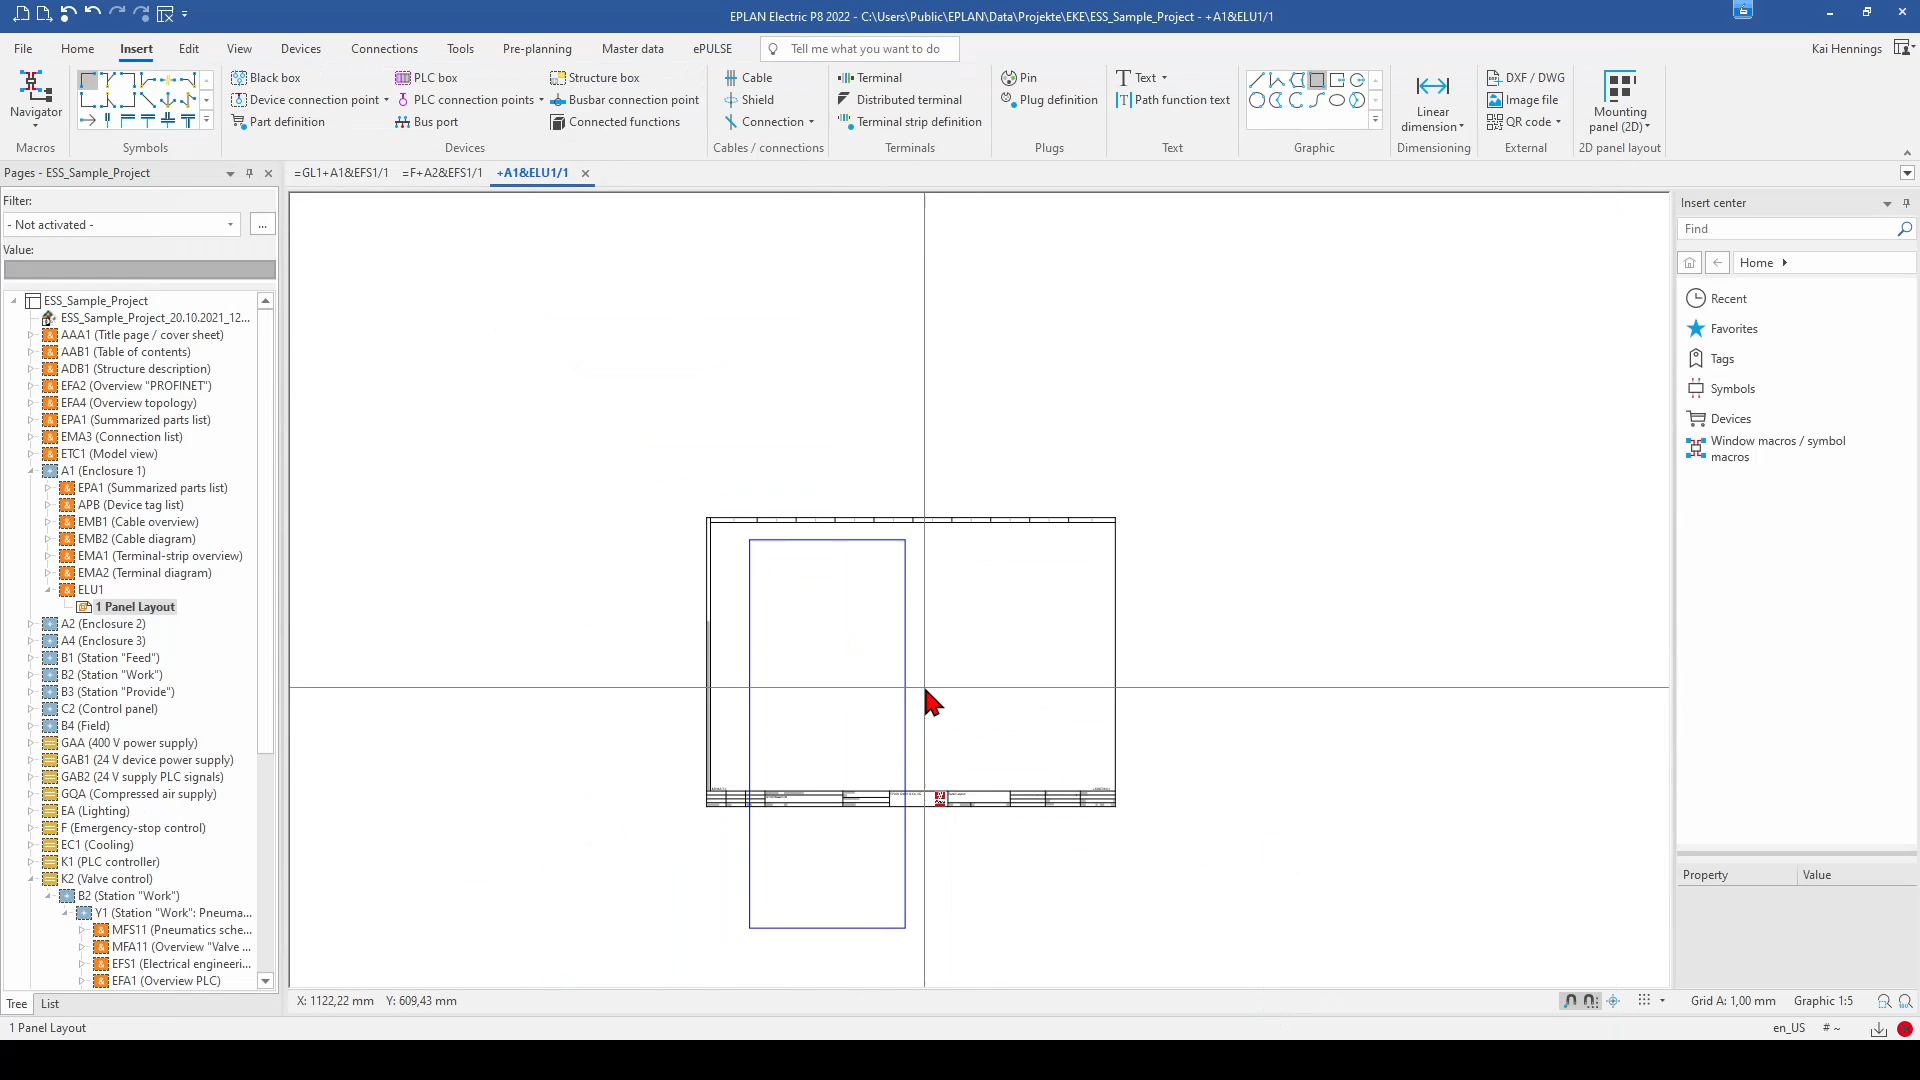 EPLAN Electric P8 2022 - C:\Users\Public\EPLAN\Data\Projekte\EKE\ESS_Sample_Project - +A1&ELU1/1
File Home Insert Edit View Devices Connections Tools Pre-planning Master data ePULSE Tell me what you want to do Kai Hennings
Black box PLC box Structure box Cable Terminal Pin Text DXF / DWG
Navigator Device connection point PLC connection points Busbar connection point Shield Distributed terminal Plug definition Path function text Linear dimension Image file Mounting panel (2D)
Part definition Bus port Connected functions Connection Terminal strip definition QR code
Macros Symbols Devices Cables / connections Terminals Plugs Text Graphic Dimensioning External 2D panel layout
Pages - ESS_Sample_Project =GL1+A1&EFS1/1 =F+A2&EFS1/1 +A1&ELU1/1
Filter:
- Not activated -
...
Value:
ESS_Sample_Project
ESS_Sample_Project_20.10.2021_12...
AAA1 (Title page / cover sheet)
AAB1 (Table of contents)
ADB1 (Structure description)
EFA2 (Overview "PROFINET")
EFA4 (Overview topology)
EPA1 (Summarized parts list)
EMA3 (Connection list)
ETC1 (Model view)
A1 (Enclosure 1)
EPA1 (Summarized parts list)
APB (Device tag list)
EMB1 (Cable overview)
EMB2 (Cable diagram)
EMA1 (Terminal-strip overview)
EMA2 (Terminal diagram)
ELU1
1 Panel Layout
A2 (Enclosure 2)
A4 (Enclosure 3)
B1 (Station "Feed")
B2 (Station "Work")
B3 (Station "Provide")
C2 (Control panel)
B4 (Field)
GAA (400 V power supply)
GAB1 (24 V device power supply)
GAB2 (24 V supply PLC signals)
GQA (Compressed air supply)
EA (Lighting)
F (Emergency-stop control)
EC1 (Cooling)
K1 (PLC controller)
K2 (Valve control)
B2 (Station "Work")
Y1 (Station "Work": Pneuma...
MFS11 (Pneumatics sche...
MFA11 (Overview "Valve ...
EFS1 (Electrical engineeri...
EFA1 (Overview PLC)
Tree List
Insert center
Find
Home
Recent
Favorites
Tags
Symbols
Devices
Window macros / symbol
macros
Property Value
X: 1122,22 mm Y: 609,43 mm Grid A: 1,00 mm Graphic 1:5
1 Panel Layout en_US # ~